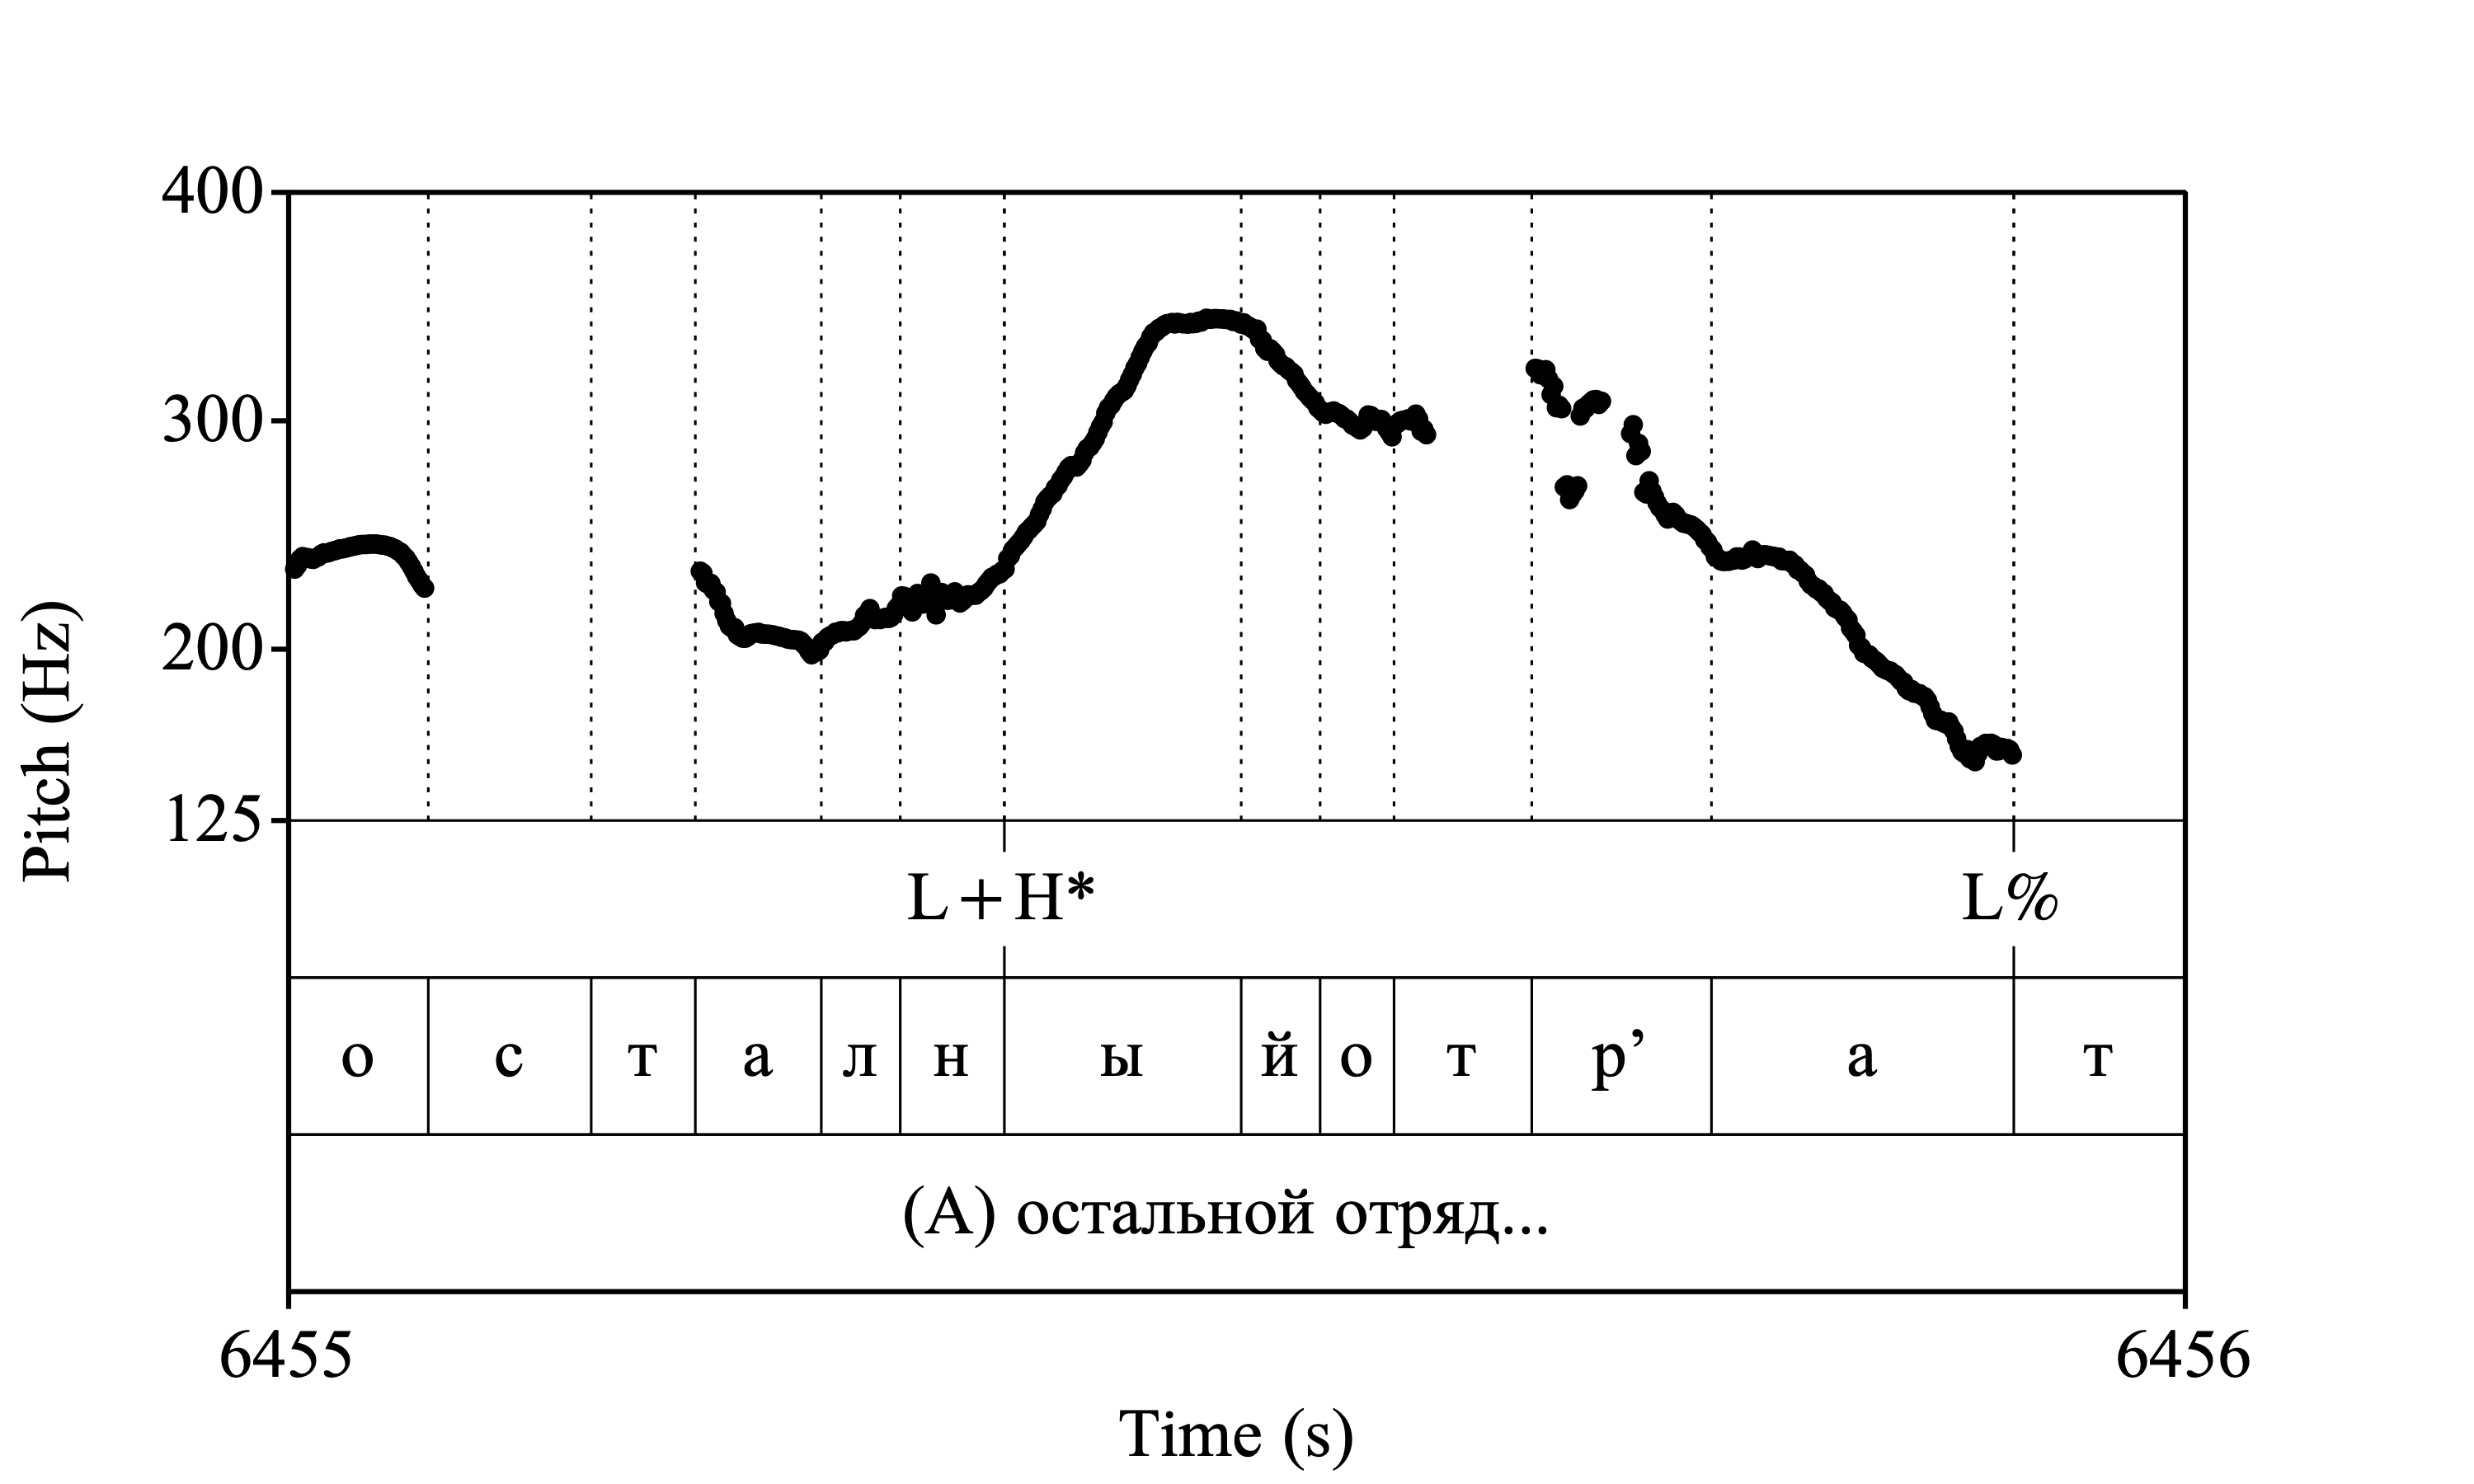 400
300
200
125
Pitch (Hz)
L+H* L%
о с т а л н ы й о т р’ а т
(А) остальной отряд...
6455 6456
Time (s)